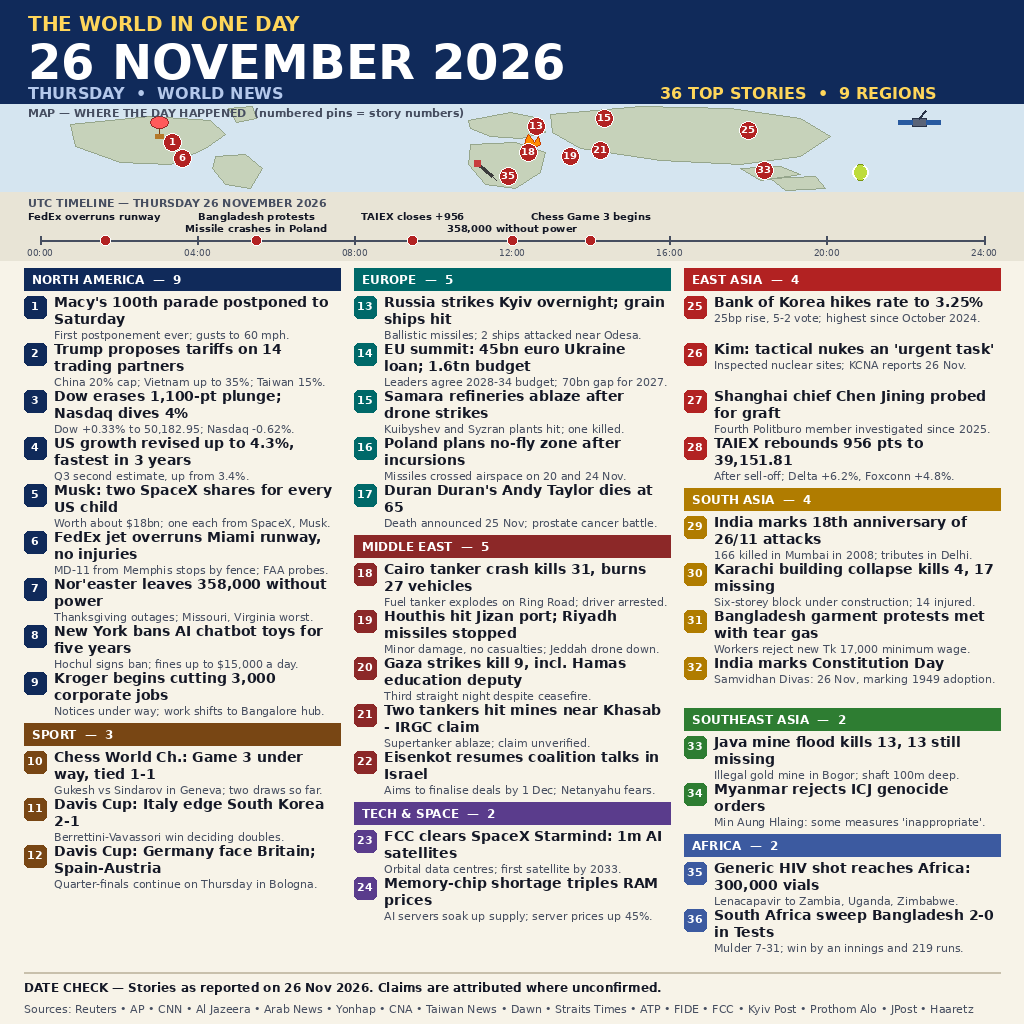 THE WORLD IN ONE DAY
26 NOVEMBER 2026
THURSDAY • WORLD NEWS
36 TOP STORIES • 9 REGIONS
MAP — WHERE THE DAY HAPPENED (numbered pins = story numbers)
1
6
13
15
18
19
21
25
33
35
UTC TIMELINE — THURSDAY 26 NOVEMBER 2026
FedEx overruns runway
Bangladesh protests
TAIEX closes +956
Chess Game 3 begins
Missile crashes in Poland
358,000 without power
00:00
04:00
08:00
12:00
16:00
20:00
24:00
NORTH AMERICA — 9
1
Macy's 100th parade postponed to
Saturday
First postponement ever; gusts to 60 mph.
2
Trump proposes tariffs on 14
trading partners
China 20% cap; Vietnam up to 35%; Taiwan 15%.
3
Dow erases 1,100-pt plunge;
Nasdaq dives 4%
Dow +0.33% to 50,182.95; Nasdaq -0.62%.
4
US growth revised up to 4.3%,
fastest in 3 years
Q3 second estimate, up from 3.4%.
5
Musk: two SpaceX shares for every
US child
Worth about $18bn; one each from SpaceX, Musk.
6
FedEx jet overruns Miami runway,
no injuries
MD-11 from Memphis stops by fence; FAA probes.
7
Nor'easter leaves 358,000 without
power
Thanksgiving outages; Missouri, Virginia worst.
8
New York bans AI chatbot toys for
five years
Hochul signs ban; fines up to $15,000 a day.
9
Kroger begins cutting 3,000
corporate jobs
Notices under way; work shifts to Bangalore hub.
SPORT — 3
10
Chess World Ch.: Game 3 under
way, tied 1-1
Gukesh vs Sindarov in Geneva; two draws so far.
11
Davis Cup: Italy edge South Korea
2-1
Berrettini-Vavassori win deciding doubles.
12
Davis Cup: Germany face Britain;
Spain-Austria
Quarter-finals continue on Thursday in Bologna.
EUROPE — 5
13
Russia strikes Kyiv overnight; grain
ships hit
Ballistic missiles; 2 ships attacked near Odesa.
14
EU summit: 45bn euro Ukraine
loan; 1.6tn budget
Leaders agree 2028-34 budget; 70bn gap for 2027.
15
Samara refineries ablaze after
drone strikes
Kuibyshev and Syzran plants hit; one killed.
16
Poland plans no-fly zone after
incursions
Missiles crossed airspace on 20 and 24 Nov.
17
Duran Duran's Andy Taylor dies at
65
Death announced 25 Nov; prostate cancer battle.
MIDDLE EAST — 5
18
Cairo tanker crash kills 31, burns
27 vehicles
Fuel tanker explodes on Ring Road; driver arrested.
19
Houthis hit Jizan port; Riyadh
missiles stopped
Minor damage, no casualties; Jeddah drone down.
20
Gaza strikes kill 9, incl. Hamas
education deputy
Third straight night despite ceasefire.
21
Two tankers hit mines near Khasab
- IRGC claim
Supertanker ablaze; claim unverified.
22
Eisenkot resumes coalition talks in
Israel
Aims to finalise deals by 1 Dec; Netanyahu fears.
TECH & SPACE — 2
23
FCC clears SpaceX Starmind: 1m AI
satellites
Orbital data centres; first satellite by 2033.
24
Memory-chip shortage triples RAM
prices
AI servers soak up supply; server prices up 45%.
EAST ASIA — 4
25
Bank of Korea hikes rate to 3.25%
25bp rise, 5-2 vote; highest since October 2024.
26
Kim: tactical nukes an 'urgent task'
Inspected nuclear sites; KCNA reports 26 Nov.
27
Shanghai chief Chen Jining probed
for graft
Fourth Politburo member investigated since 2025.
28
TAIEX rebounds 956 pts to
39,151.81
After sell-off; Delta +6.2%, Foxconn +4.8%.
SOUTH ASIA — 4
29
India marks 18th anniversary of
26/11 attacks
166 killed in Mumbai in 2008; tributes in Delhi.
30
Karachi building collapse kills 4, 17
missing
Six-storey block under construction; 14 injured.
31
Bangladesh garment protests met
with tear gas
Workers reject new Tk 17,000 minimum wage.
32
India marks Constitution Day
Samvidhan Divas: 26 Nov, marking 1949 adoption.
SOUTHEAST ASIA — 2
33
Java mine flood kills 13, 13 still
missing
Illegal gold mine in Bogor; shaft 100m deep.
34
Myanmar rejects ICJ genocide
orders
Min Aung Hlaing: some measures 'inappropriate'.
AFRICA — 2
35
Generic HIV shot reaches Africa:
300,000 vials
Lenacapavir to Zambia, Uganda, Zimbabwe.
36
South Africa sweep Bangladesh 2-0
in Tests
Mulder 7-31; win by an innings and 219 runs.
DATE CHECK — Stories as reported on 26 Nov 2026. Claims are attributed where unconfirmed.
Sources: Reuters • AP • CNN • Al Jazeera • Arab News • Yonhap • CNA • Taiwan News • Dawn • Straits Times • ATP • FIDE • FCC • Kyiv Post • Prothom Alo • JPost • Haaretz